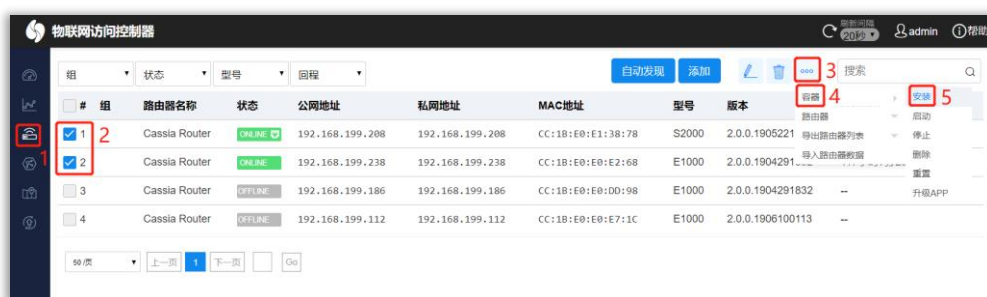 物联网访问控制器 刷新间隔 20秒 admin 帮助
组 状态 型号 回程 自动发现 添加 3 搜索
# 组 路由器名称 状态 公网地址 私网地址 MAC地址 型号 版本 容器 4 安装 5
1 2 1 Cassia Router ONLINE 192.168.199.208 192.168.199.208 CC:1B:E0:E1:38:78 S2000 2.0.0.1905221 路由器 启动
2 Cassia Router ONLINE 192.168.199.238 192.168.199.238 CC:1B:E0:E0:E2:68 E1000 2.0.0.1904291 导出路由器列表 停止
导入路由器数据 删除
3 Cassia Router OFFLINE 192.168.199.186 192.168.199.186 CC:1B:E0:E0:DD:98 E1000 2.0.0.1904291832 -- 重置
升级APP
4 Cassia Router OFFLINE 192.168.199.112 192.168.199.112 CC:1B:E0:E0:E7:1C E1000 2.0.0.1906100113 --
50 /页 上一页 1 下一页 Go